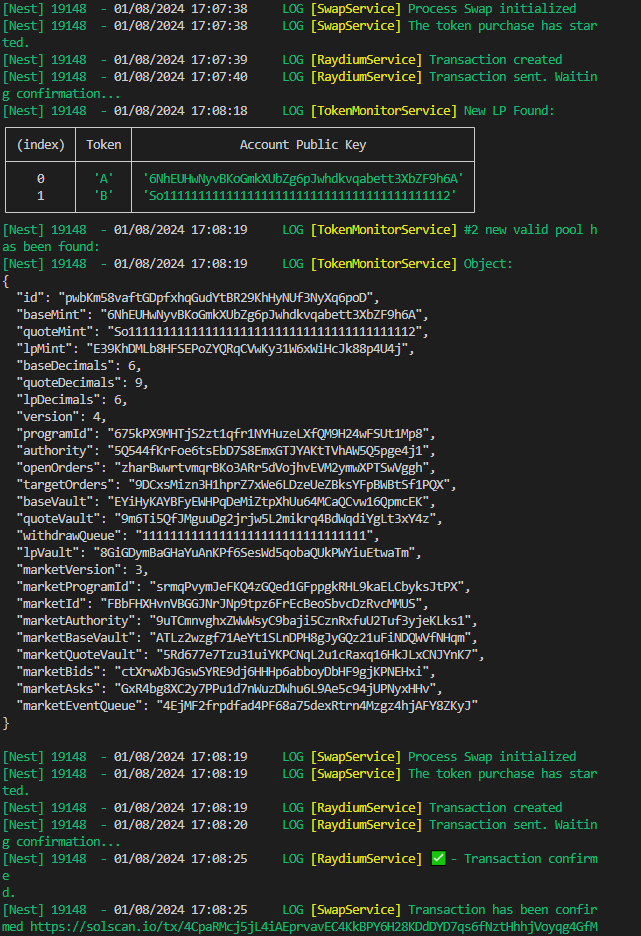 [Nest] 19148  - 01/08/2024 17:07:38     LOG [SwapService] Process Swap initialized
[Nest] 19148  - 01/08/2024 17:07:38     LOG [SwapService] The token purchase has star
ted.
[Nest] 19148  - 01/08/2024 17:07:39     LOG [RaydiumService] Transaction created
[Nest] 19148  - 01/08/2024 17:07:40     LOG [RaydiumService] Transaction sent. Waitin
g confirmation...
[Nest] 19148  - 01/08/2024 17:08:18     LOG [TokenMonitorService] New LP Found:
(index) Token Account Public Key
0 'A' '6NhEUHwNyvBKoGmkXUbZg6pJwhdkvqabett3XbZF9h6A'
1 'B' 'So11111111111111111111111111111111111111112'
[Nest] 19148  - 01/08/2024 17:08:19     LOG [TokenMonitorService] #2 new valid pool h
as been found:
[Nest] 19148  - 01/08/2024 17:08:19     LOG [TokenMonitorService] Object:
{
"id": "pwbKm58vaftGDpfxhqGudYtBR29KhHyNUf3NyXq6poD",
"baseMint": "6NhEUHwNyvBKoGmkXUbZg6pJwhdkvqabett3XbZF9h6A",
"quoteMint": "So11111111111111111111111111111111111111112",
"lpMint": "E39KhDMLb8HFSEPoZYQRqCVwKy31W6xWiHcJk88p4U4j",
"baseDecimals": 6,
"quoteDecimals": 9,
"lpDecimals": 6,
"version": 4,
"programId": "675kPX9MHTjS2zt1qfr1NYHuzeLXfQM9H24wFSUt1Mp8",
"authority": "5Q544fKrFoe6tsEbD7S8EmxGTJYAKtTVhAW5Q5pge4j1",
"openOrders": "zharBwwrtvmqrBKo3ARr5dVojhvEVM2ymwXPTSwVggh",
"targetOrders": "9DCxsMizn3H1hprZ7xWe6LDzeUeZBksYFpBWBtSf1PQX",
"baseVault": "EYiHyKAYBFyEWHPqDeMiZtpXhUu64MCaQCvw16QpmcEK",
"quoteVault": "9m6Ti5QfJMguuDg2jrjw5L2mikrq4BdWqdiYgLt3xY4z",
"withdrawQueue": "11111111111111111111111111111111",
"lpVault": "8GiGDymBaGHaYuAnKPf6SesWd5qobaQUkPWYiuEtwaTm",
"marketVersion": 3,
"marketProgramId": "srmqPvymJeFKQ4zGQed1GFppgkRHL9kaELCbyksJtPX",
"marketId": "FBbFHXHvnVBGGJNrJNp9tpz6FrEcBeoSbvcDzRvcMMUS",
"marketAuthority": "9uTCmnvghxZWwWsyC9baji5CznRxfuU2Tuf3yjeKLks1",
"marketBaseVault": "ATLz2wzgf71AeYt1SLnDPH8gJyGQz21uFiNDQWVfNHqm",
"marketQuoteVault": "5Rd677e7Tzu31uiYKPCNqL2u1cRaxq16HkJLxCNJYnK7",
"marketBids": "ctXrwXbJGswSYRE9dj6HHHp6abboyDbHF9gjKPNEHxi",
"marketAsks": "GxR4bg8XC2y7PPu1d7nWuzDWhu6L9Ae5c94jUPNyxHHv",
"marketEventQueue": "4EjMF2frpdfad4PF68a75dexRtrn4Mzgz4hjAFY8ZKyJ"
}
[Nest] 19148  - 01/08/2024 17:08:19     LOG [SwapService] Process Swap initialized
[Nest] 19148  - 01/08/2024 17:08:19     LOG [SwapService] The token purchase has star
ted.
[Nest] 19148  - 01/08/2024 17:08:19     LOG [RaydiumService] Transaction created
[Nest] 19148  - 01/08/2024 17:08:20     LOG [RaydiumService] Transaction sent. Waitin
g confirmation...
[Nest] 19148  - 01/08/2024 17:08:25     LOG [RaydiumService] ✅ - Transaction confirm
e
d.
[Nest] 19148  - 01/08/2024 17:08:25     LOG [SwapService] Transaction has been confir
med https://solscan.io/tx/4CpaRMcj5jL4iAEprvavEC4KkBPY6H28KDdDYD7qs6fNztHhhjVoyqg4GfM